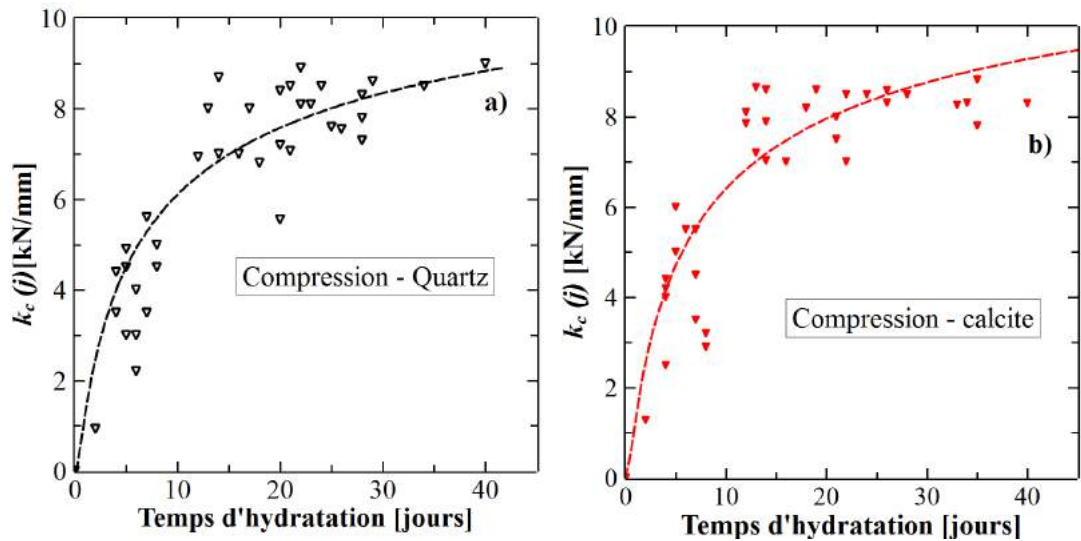 10
8
6
4
2
0
k_c (j)[kN/mm]
a)
Compression - Quartz
0 10 20 30 40
Temps d'hydratation [jours]
10
8
6
4
2
0
k_c (j) [kN/mm]
b)
Compression - calcite
0 10 20 30 40
Temps d'hydratation [jours]